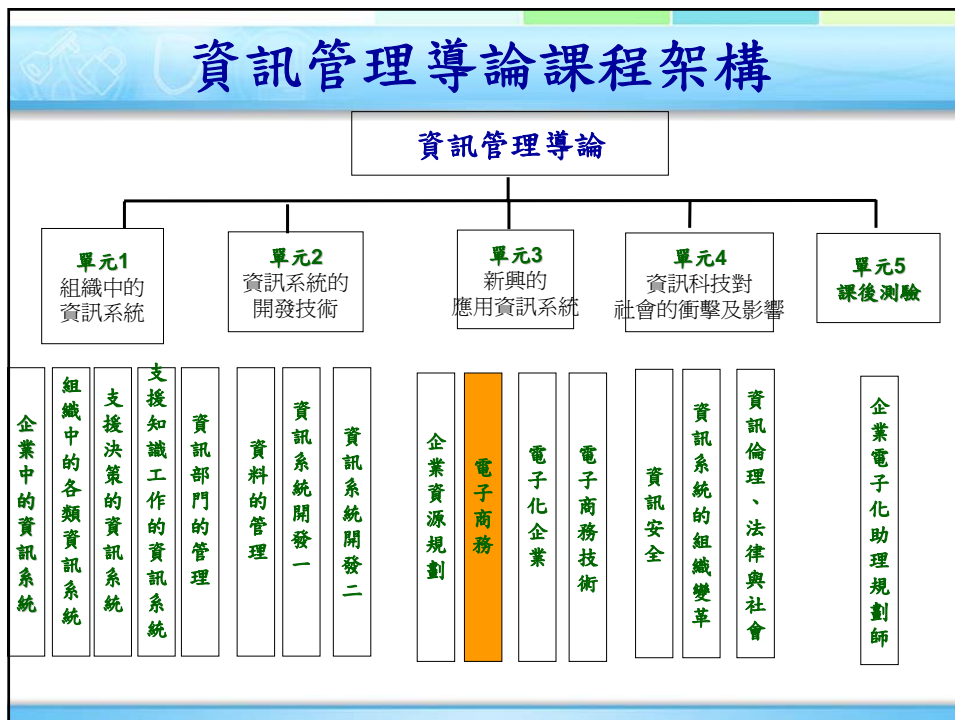 資訊管理導論課程架構
資訊管理導論
單元1
組織中的
資訊系統
單元2
資訊系統的
開發技術
單元3
新興的
應用資訊系統
單元4
資訊科技對
社會的衝擊及影響
單元5
課後測驗
企業中的資訊系統
組織中的各類資訊系統
支援決策的資訊系統
支援知識工作的資訊系統
資訊部門的管理
資料的管理
資訊系統開發一
資訊系統開發二
企業資源規劃
電子商務
電子化企業
電子商務技術
資訊安全
資訊系統的組織變革
資訊倫理、法律與社會
企業電子化助理規劃師